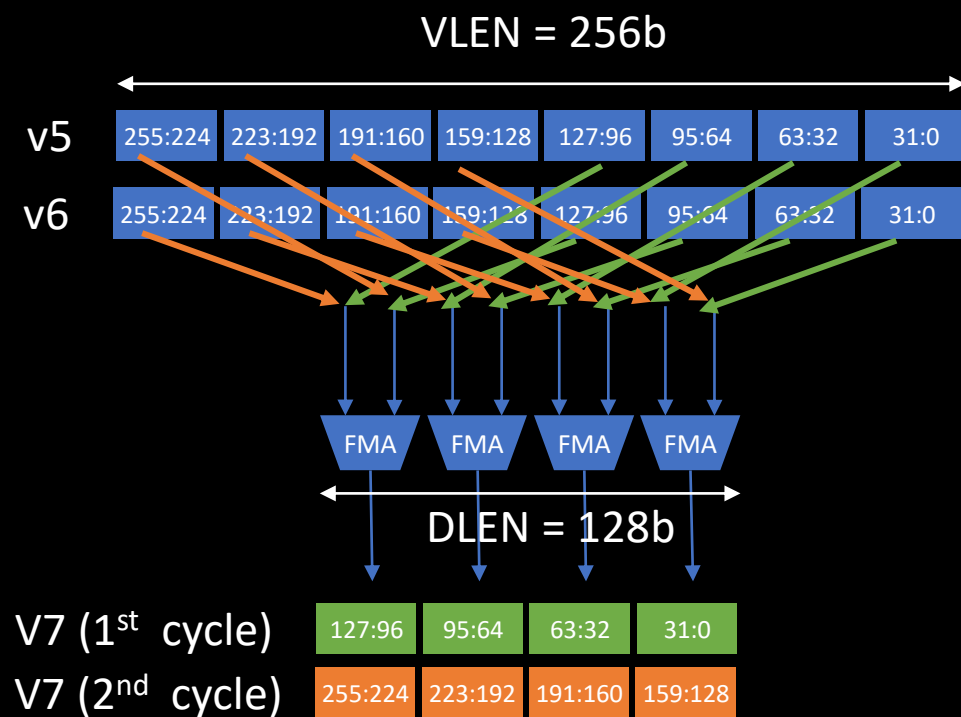 VLEN = 256b
v5 255:224 223:192 191:160 159:128 127:96 95:64 63:32 31:0
v6 255:224 223:192 191:160 159:128 127:96 95:64 63:32 31:0
FMA FMA FMA FMA
DLEN = 128b
V7 (1st cycle) 127:96 95:64 63:32 31:0
V7 (2nd cycle) 255:224 223:192 191:160 159:128